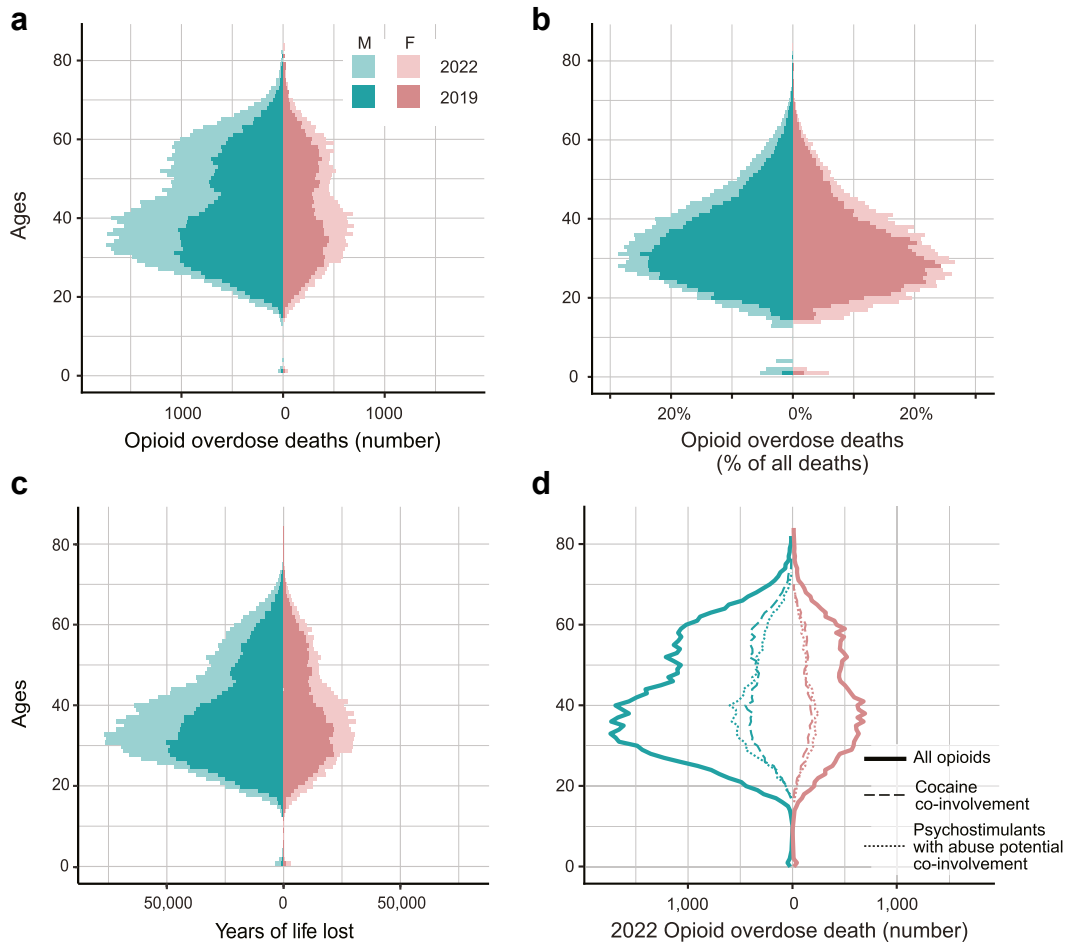 a
M F
2022
2019
80
60
40
20
0
Ages
1000 0 1000
Opioid overdose deaths (number)
b
80
60
40
20
0
20% 0% 20%
Opioid overdose deaths
(% of all deaths)
c
80
60
40
20
0
Ages
50,000 0 50,000
Years of life lost
d
80
60
40
20
0
All opioids
Cocaine
co-involvement
Psychostimulants
with abuse potential
co-involvement
1,000 0 1,000
2022 Opioid overdose death (number)